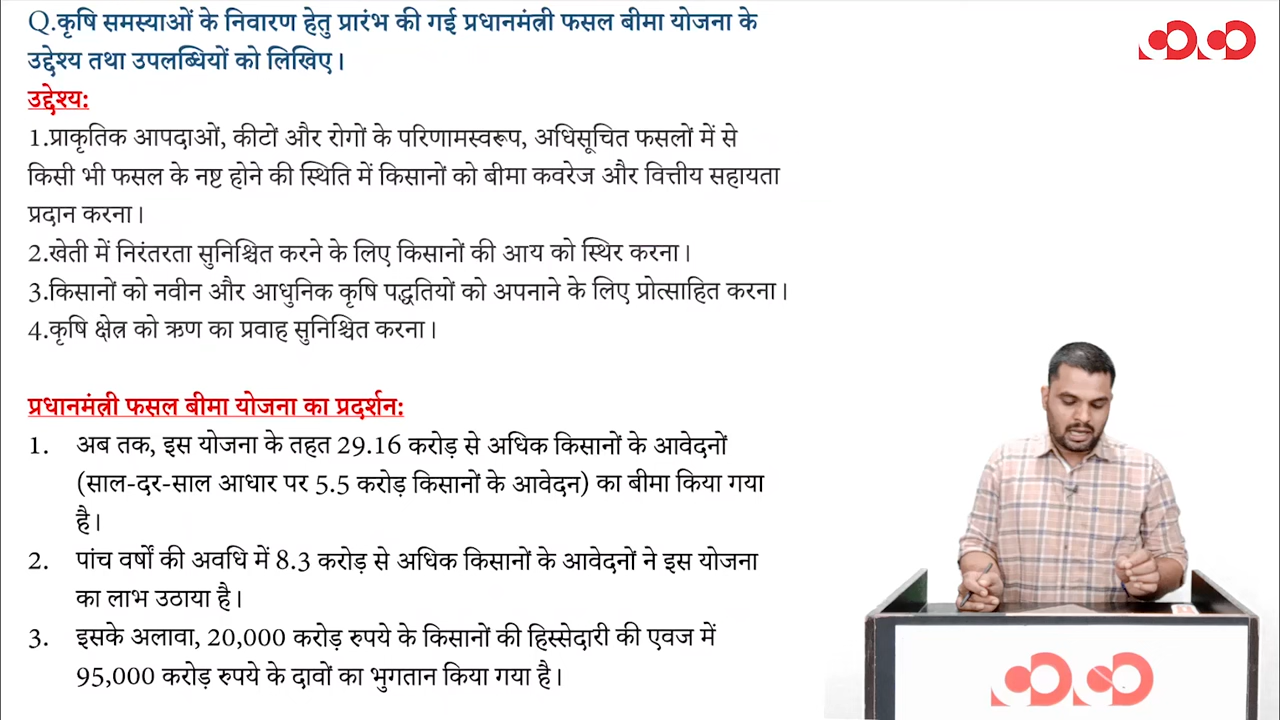 Q.कृषि समस्याओं के निवारण हेतु प्रारंभ की गई प्रधानमंत्री फसल बीमा योजना के
उद्देश्य तथा उपलब्धियों को लिखिए।
उद्देश्य:
1.प्राकृतिक आपदाओं, कीटों और रोगों के परिणामस्वरूप, अधिसूचित फसलों में से
किसी भी फसल के नष्ट होने की स्थिति में किसानों को बीमा कवरेज और वित्तीय सहायता
प्रदान करना।
2.खेती में निरंतरता सुनिश्चित करने के लिए किसानों की आय को स्थिर करना।
3.किसानों को नवीन और आधुनिक कृषि पद्धतियों को अपनाने के लिए प्रोत्साहित करना।
4.कृषि क्षेत्र को ऋण का प्रवाह सुनिश्चित करना।
प्रधानमंत्री फसल बीमा योजना का प्रदर्शन:
1. अब तक, इस योजना के तहत 29.16 करोड़ से अधिक किसानों के आवेदनों
(साल-दर-साल आधार पर 5.5 करोड़ किसानों के आवेदन) का बीमा किया गया
है।
2. पांच वर्षों की अवधि में 8.3 करोड़ से अधिक किसानों के आवेदनों ने इस योजना
का लाभ उठाया है।
3. इसके अलावा, 20,000 करोड़ रुपये के किसानों की हिस्सेदारी की एवज में
95,000 करोड़ रुपये के दावों का भुगतान किया गया है।